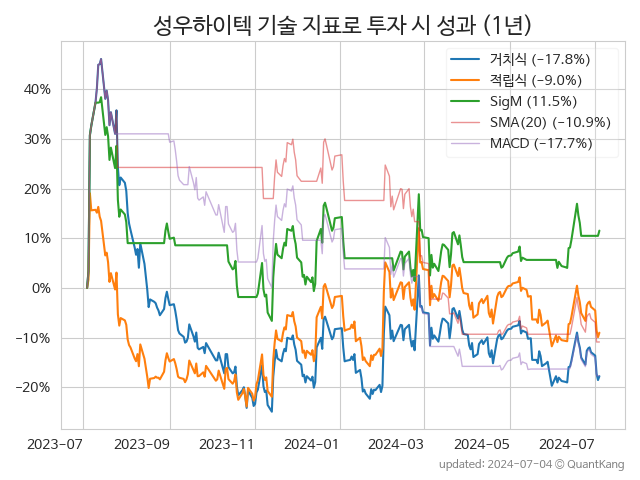 성우하이텍 기술 지표로 투자 시 성과 (1년)
거치식 (−17.8%)
적립식 (−9.0%)
SigM (11.5%)
SMA(20) (−10.9%)
MACD (−17.7%)
40%
30%
20%
10%
0%
−10%
−20%
2023-07 2023-09 2023-11 2024-01 2024-03 2024-05 2024-07
updated: 2024-07-04 ⓒ QuantKang